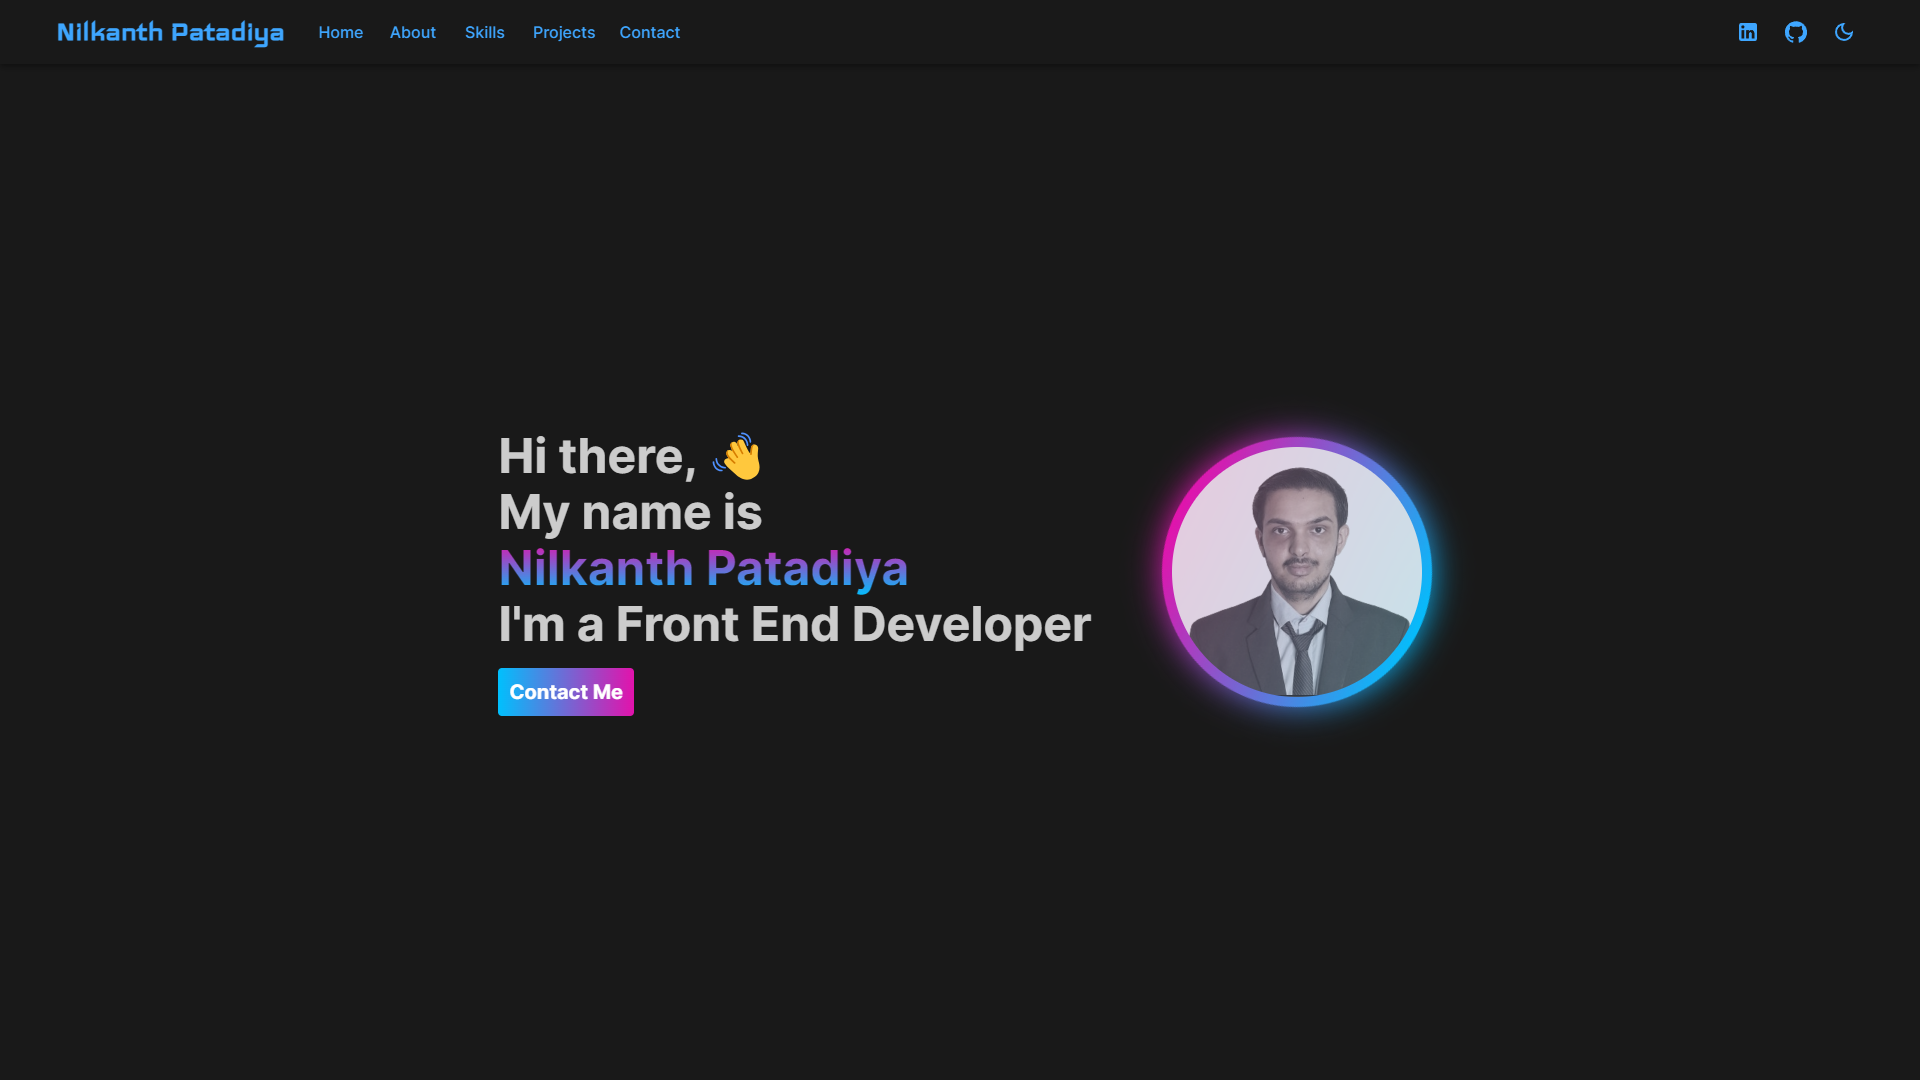 Nilkanth Patadiya
Home
About
Skills
Projects
Contact
Hi there, 👋
My name is
Nilkanth Patadiya
I'm a Front End Developer
Contact Me